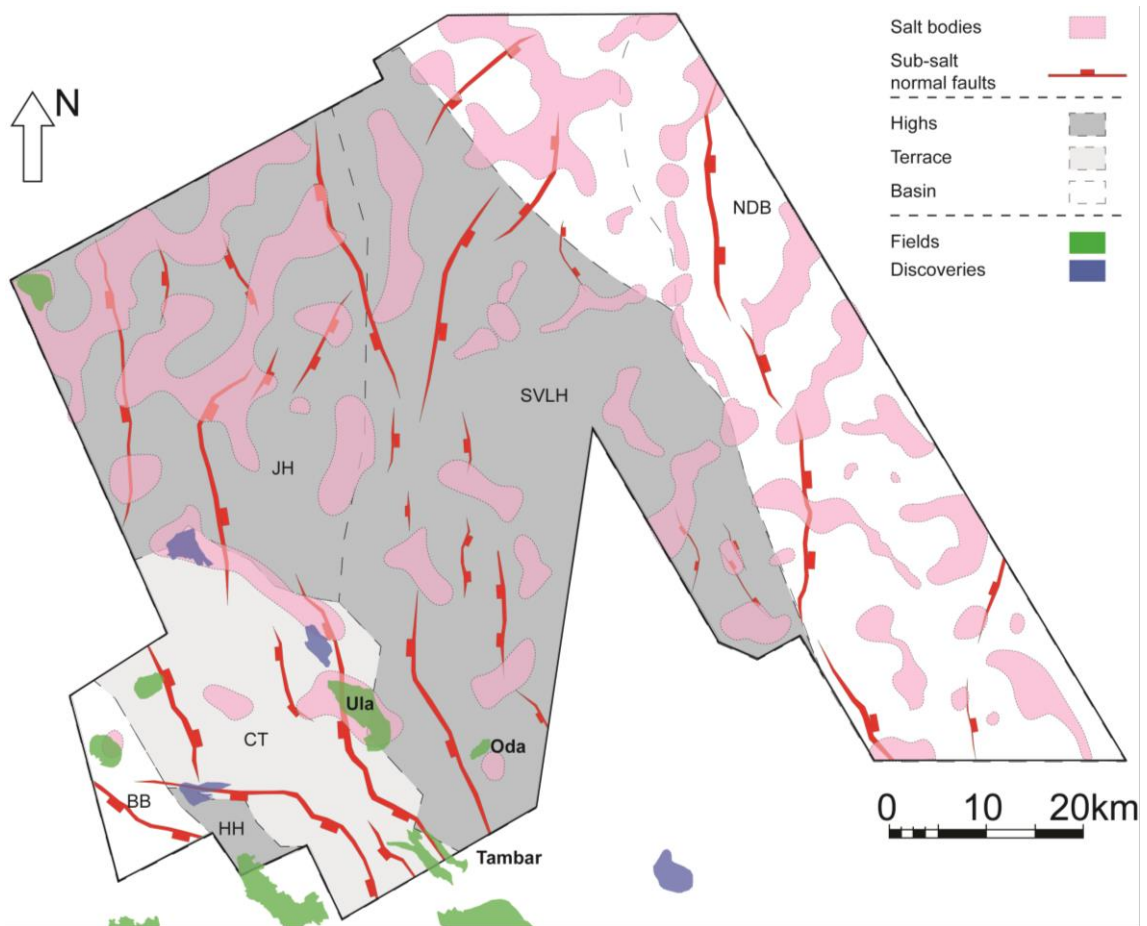 N
Salt bodies
Sub-salt
normal faults
Highs
Terrace
Basin
Fields
Discoveries
NDB
SVLH
JH
Ula
Oda
CT
BB
HH
Tambar
0 10 20km